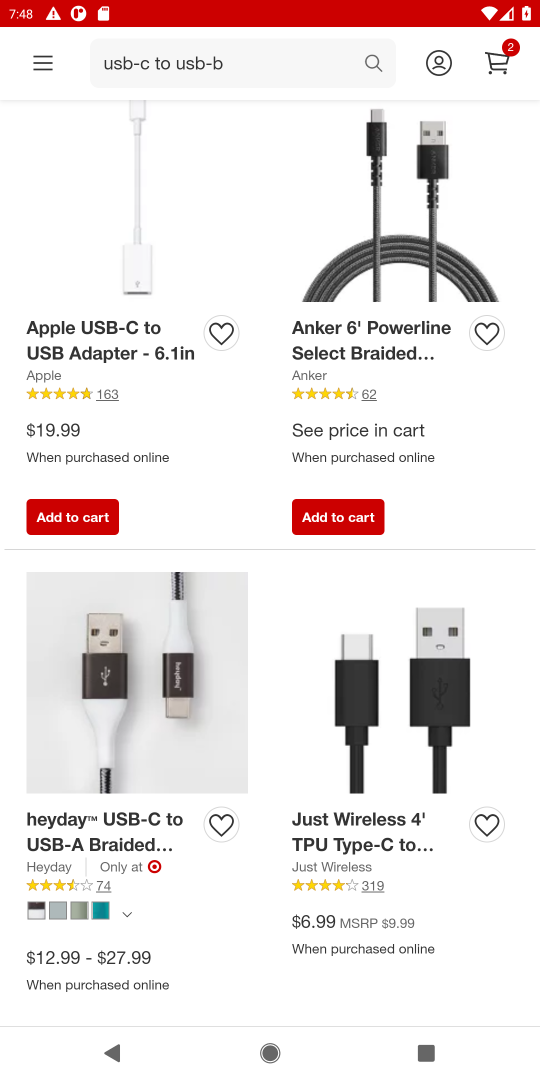 7:48
usb-c to usb-b
2
Apple USB-C to
USB Adapter - 6.1in
Apple
163
$19.99
When purchased online
Add to cart
Anker 6' Powerline
Select Braided...
Anker
62
See price in cart
When purchased online
Add to cart
heyday
heyday™ USB-C to
USB-A Braided...
Heyday
Only at
74
$12.99 - $27.99
When purchased online
Just Wireless 4'
TPU Type-C to...
Just Wireless
319
$6.99 MSRP $9.99
When purchased online